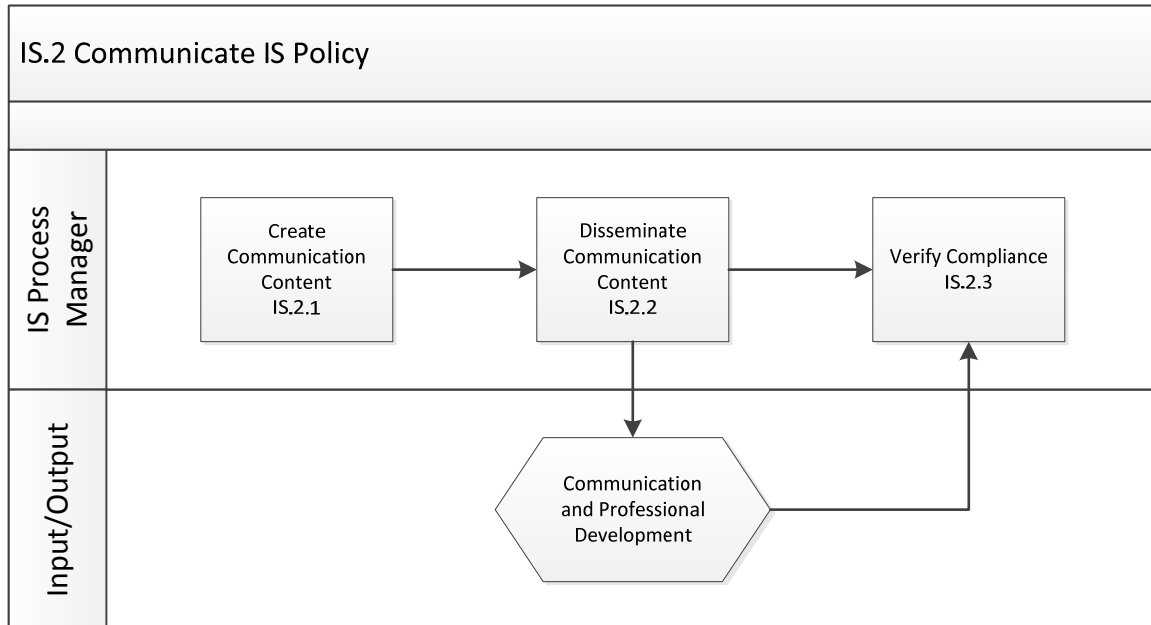 IS.2 Communicate IS Policy
IS Process
Manager
Create
Communication
Content
IS.2.1
Disseminate
Communication
Content
IS.2.2
Verify Compliance
IS.2.3
Input/Output
Communication
and Professional
Development